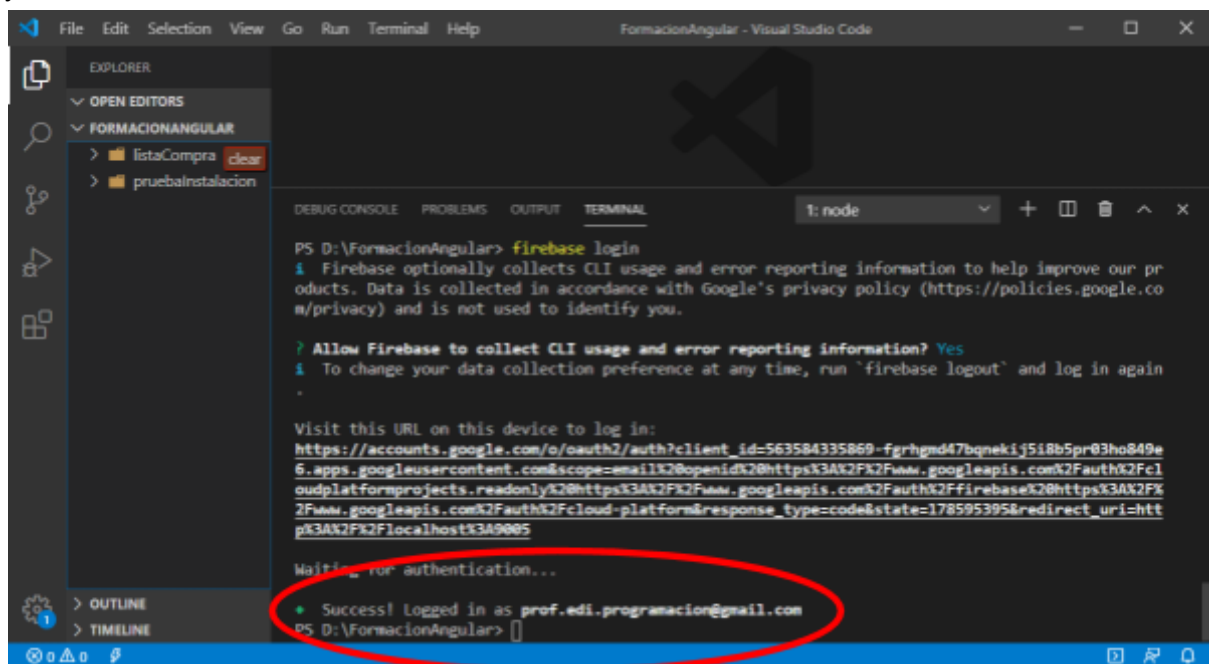 File Edit Selection View Go Run Terminal Help FormacionAngular - Visual Studio Code
EXPLORER
OPEN EDITORS
FORMACIONANGULAR
listaCompra clear
pruebaInstalacion
DEBUG CONSOLE PROBLEMS OUTPUT TERMINAL 1: node
PS D:\FormacionAngular> firebase login
i Firebase optionally collects CLI usage and error reporting information to help improve our pr
oducts. Data is collected in accordance with Google's privacy policy (https://policies.google.co
m/privacy) and is not used to identify you.
? Allow Firebase to collect CLI usage and error reporting information? Yes
i To change your data collection preference at any time, run `firebase logout` and log in again
.
Visit this URL on this device to log in:
https://accounts.google.com/o/oauth2/auth?client_id=563584335869-fgrhgmd47bqnekij5i8b5pr03ho849e
6.apps.googleusercontent.com&scope=email%20openid%20https%3A%2F%2Fwww.googleapis.com%2Fauth%2Fcl
oudplatformprojects.readonly%20https%3A%2F%2Fwww.googleapis.com%2Fauth%2Ffirebase%20https%3A%2F%
2Fwww.googleapis.com%2Fauth%2Fcloud-platform&response_type=code&state=178595395&redirect_uri=htt
p%3A%2F%2Flocalhost%3A9005
Waiting for authentication...
+ Success! Logged in as prof.edi.programacion@gmail.com
PS D:\FormacionAngular>
OUTLINE
TIMELINE
1
0 0